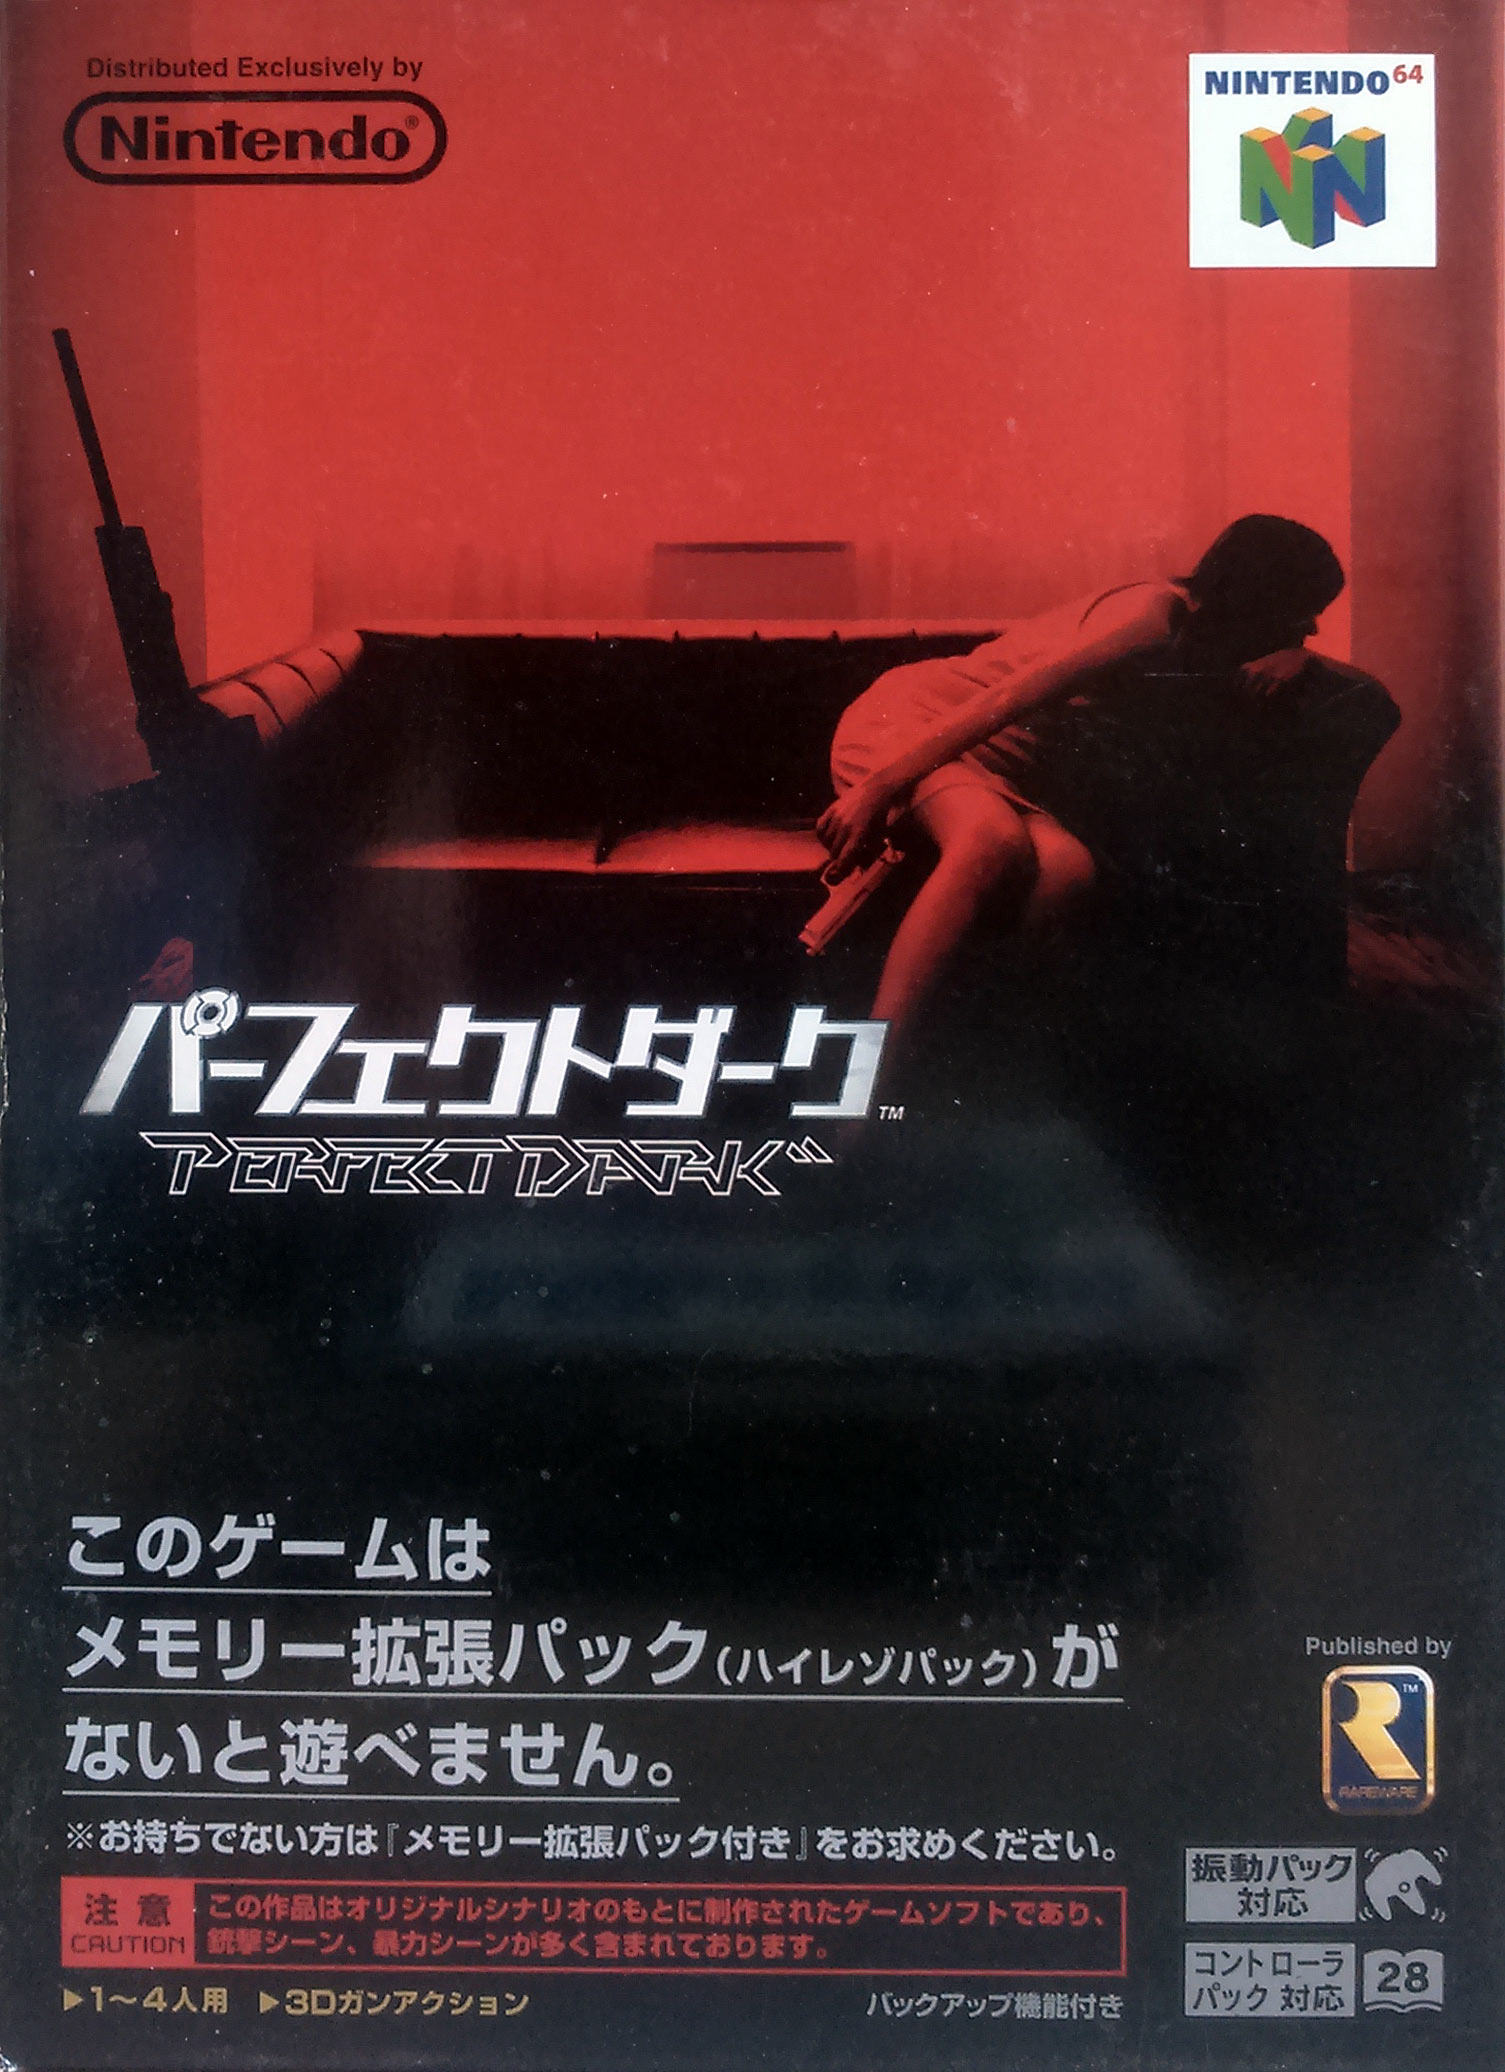 Distributed Exclusively by
Nintendo®
NINTENDO64
パーフェクトダーク™
PERFECT DARK
このゲームは
メモリー拡張パック(ハイレゾパック)が
ないと遊べません。
※お持ちでない方は『メモリー拡張パック付き』をお求めください。
注意
CAUTION
この作品はオリジナルシナリオのもとに制作されたゲームソフトであり、
銃撃シーン、暴力シーンが多く含まれております。
▶1～4人用 ▶3Dガンアクション
バックアップ機能付き
Published by
™
RAREWARE
振動パック
対応
コントローラ
パック対応
28